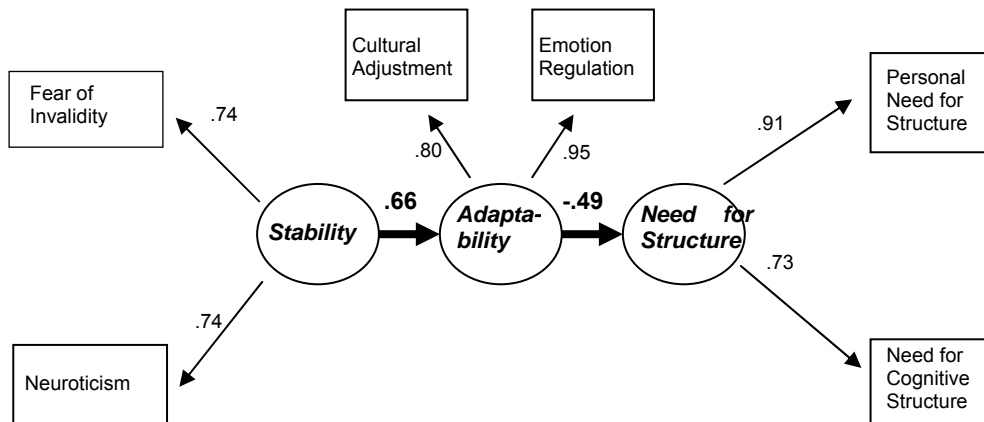 Cultural
Adjustment
Emotion
Regulation
Fear of
Invalidity
Personal
Need for
Structure
.74
.80
.95
.91
.66
-.49
Stability
Adapta-
bility
Need for
Structure
.74
.73
Neuroticism
Need for
Cognitive
Structure